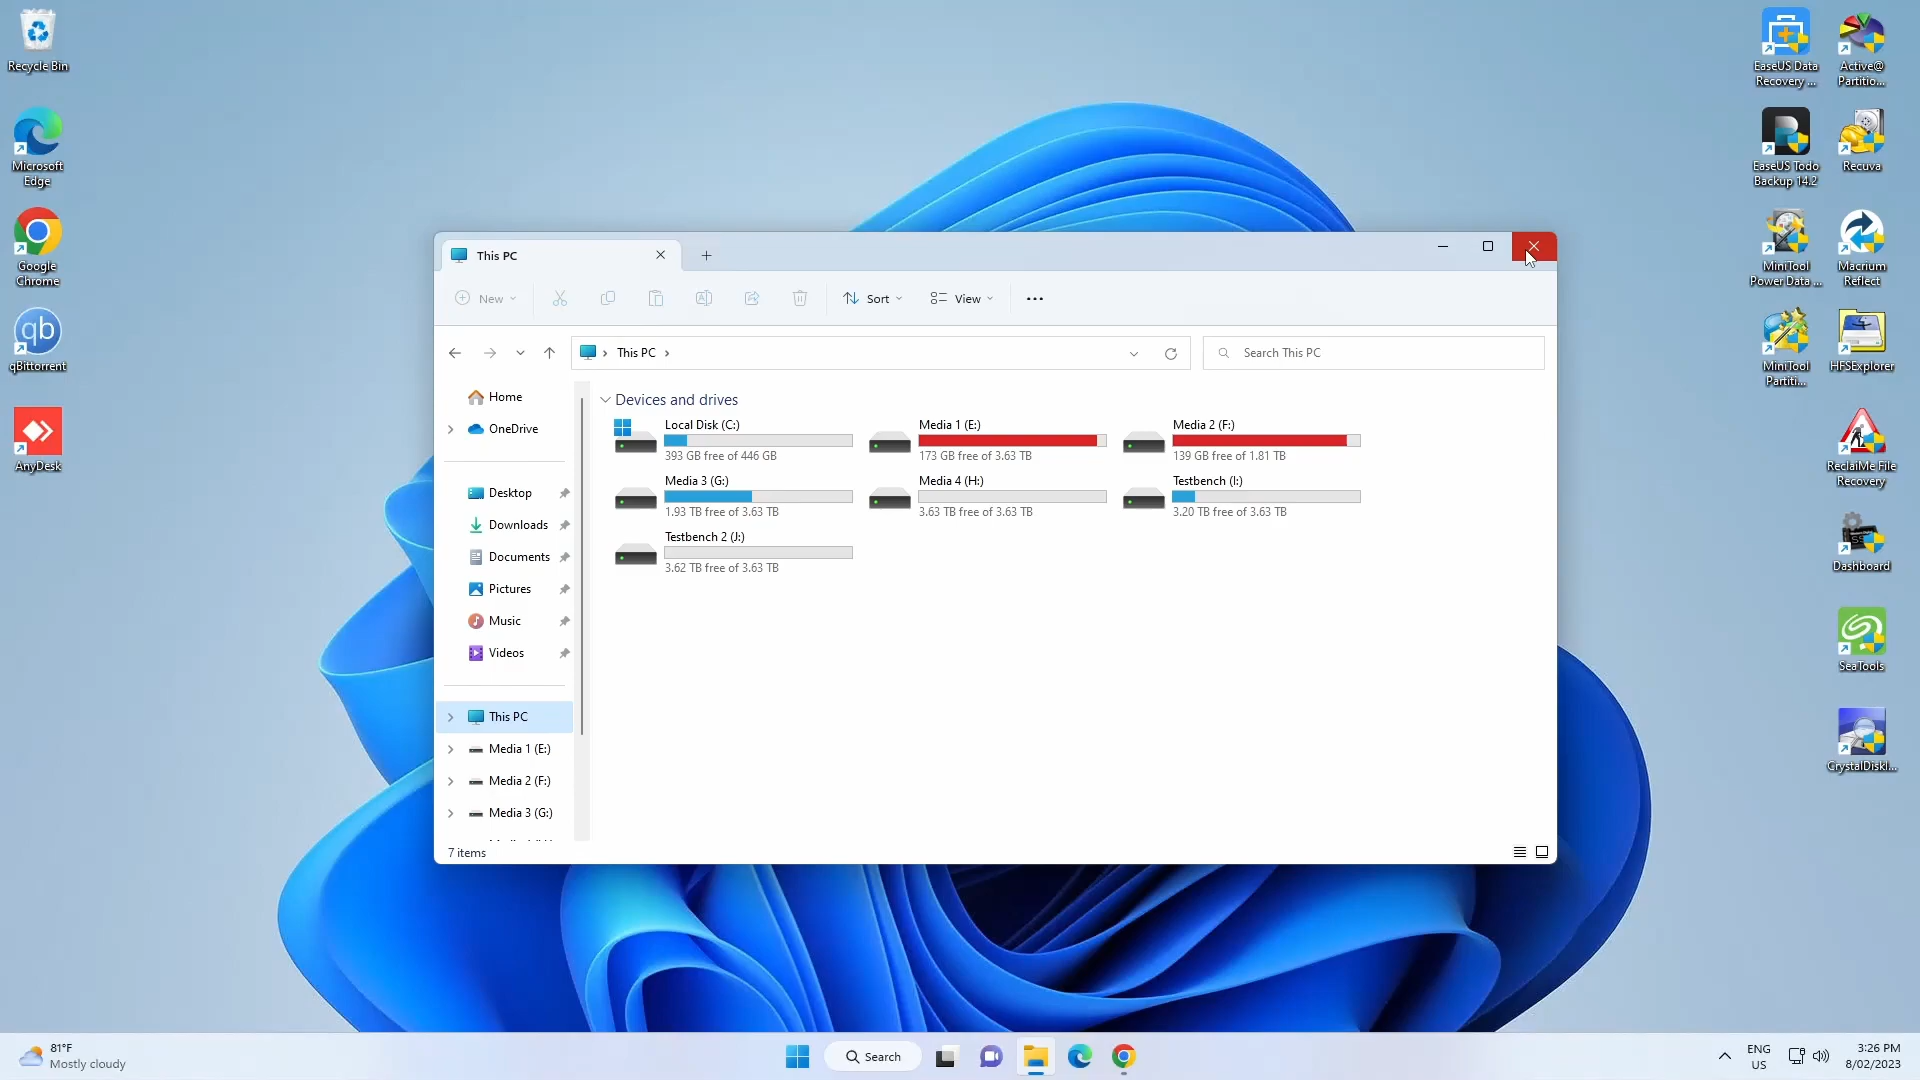 Recycle Bin
Microsoft
Edge
Google
Chrome
qb
qBittorrent
AnyDesk
EaseUS Data
Recovery ...
Active@
Partitio...
EaseUS Todo
Backup 14.2
Recuva
MiniTool
Power Data ...
Macrium
Reflect
MiniTool
Partiti...
HFSExplorer
ReclaiMe File
Recovery
Dashboard
SeaTools
CrystalDiskI...
This PC
New
Sort
View
This PC
Search This PC
Home
OneDrive
Desktop
Downloads
Documents
Pictures
Music
Videos
This PC
Media 1 (E:)
Media 2 (F:)
Media 3 (G:)
Devices and drives
Local Disk (C:)
393 GB free of 446 GB
Media 1 (E:)
173 GB free of 3.63 TB
Media 2 (F:)
139 GB free of 1.81 TB
Media 3 (G:)
1.93 TB free of 3.63 TB
Media 4 (H:)
3.63 TB free of 3.63 TB
Testbench (I:)
3.20 TB free of 3.63 TB
Testbench 2 (J:)
3.62 TB free of 3.63 TB
7 items
81°F
Mostly cloudy
Search
ENG
US
3:26 PM
8/02/2023